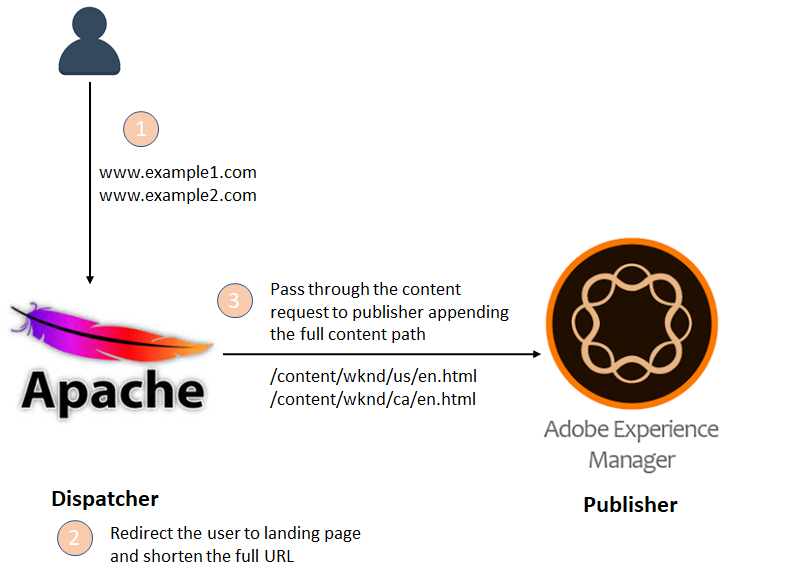 1
www.example1.com
www.example2.com
3
Pass through the content
request to publisher appending
the full content path
/content/wknd/us/en.html
/content/wknd/ca/en.html
Apache
Adobe Experience
Manager
Dispatcher
Publisher
2
Redirect the user to landing page
and shorten the full URL